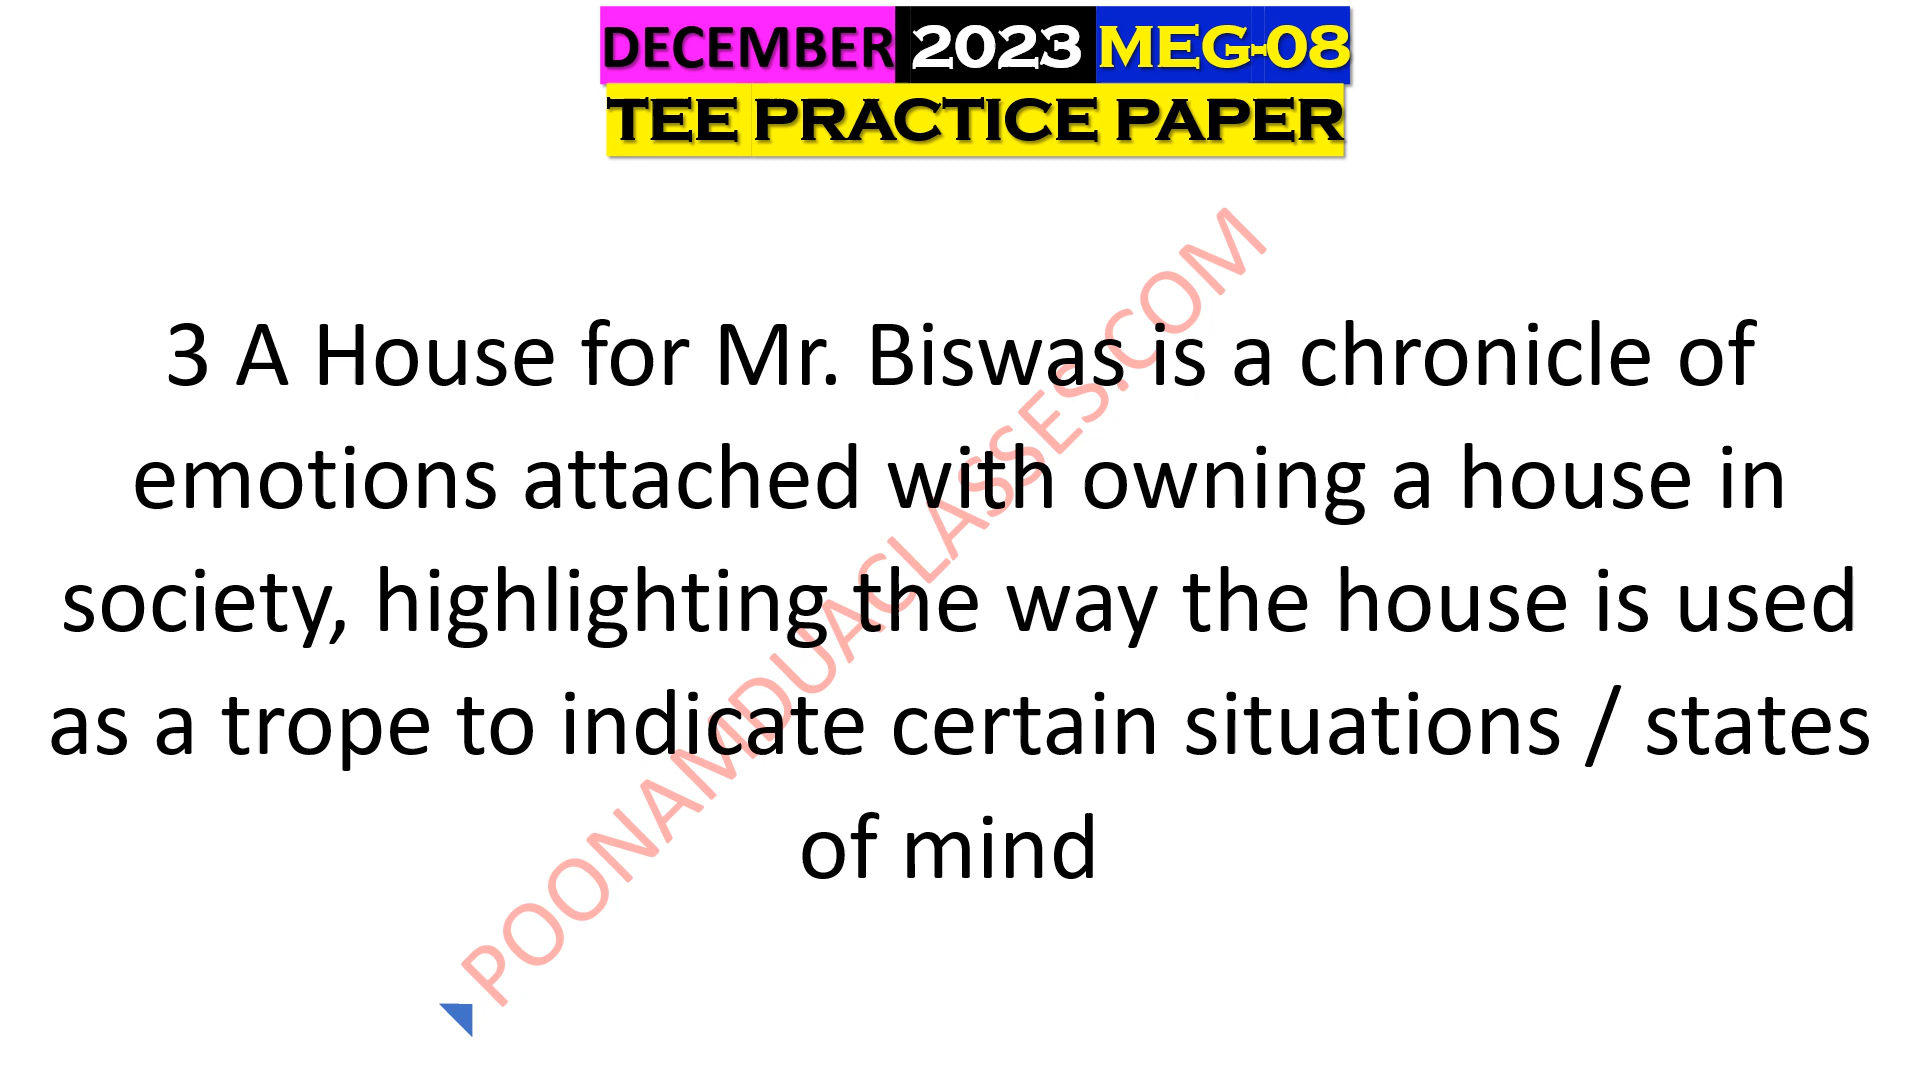 DECEMBER 2023 MEG-08
TEE PRACTICE PAPER
3 A House for Mr. Biswas is a chronicle of
emotions attached with owning a house in
society, highlighting the way the house is used
as a trope to indicate certain situations / states
of mind
POONAMDUACLASSES.COM